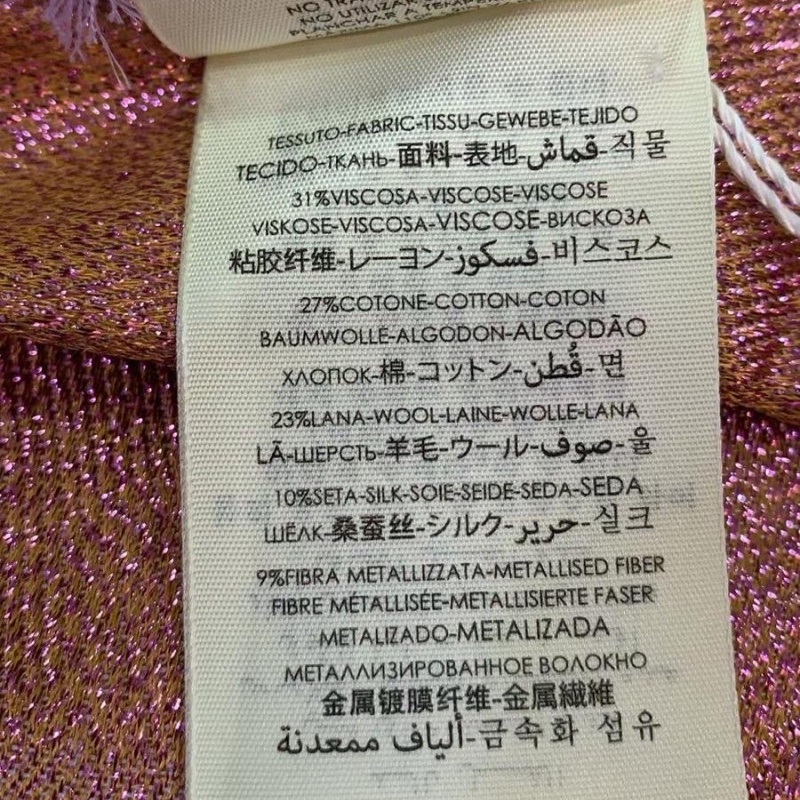 NO UTILIZAR
PLANCHAR A TEMPER
TESSUTO-FABRIC-TISSU-GEWEBE-TEJIDO
TECIDO-ТКАНЬ-面料-表地-قماش-직물
31%VISCOSA-VISCOSE-VISCOSE
VISKOSE-VISCOSA-VISCOSE-ВИСКОЗА
粘胶纤维-レーヨン-فسكوز-비스코스
27%COTONE-COTTON-COTON
BAUMWOLLE-ALGODON-ALGODÃO
ХЛОПОК-棉-コットン-قُطن-면
23%LANA-WOOL-LAINE-WOLLE-LANA
LÃ-ШЕРСТЬ-羊毛-ウール-صوف-울
10%SETA-SILK-SOIE-SEIDE-SEDA-SEDA
ШЁЛК-桑蚕丝-シルク-حرير-실크
9%FIBRA METALLIZZATA-METALLISED FIBER
FIBRE MÉTALLISÉE-METALLISIERTE FASER
METALIZADO-METALIZADA
МЕТАЛЛИЗИРОВАННОЕ ВОЛОКНО
金属镀膜纤维-金属繊維
ألياف ممعدنة-금속화 섬유